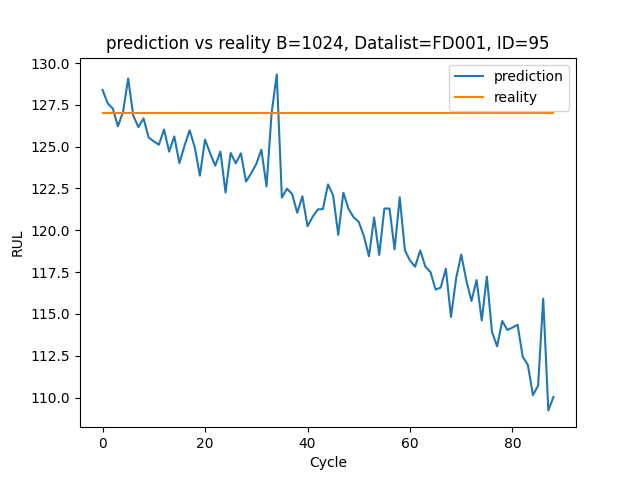 prediction vs reality B=1024, Datalist=FD001, ID=95
prediction
reality
RUL
130.0
127.5
125.0
122.5
120.0
117.5
115.0
112.5
110.0
0 20 40 60 80
Cycle